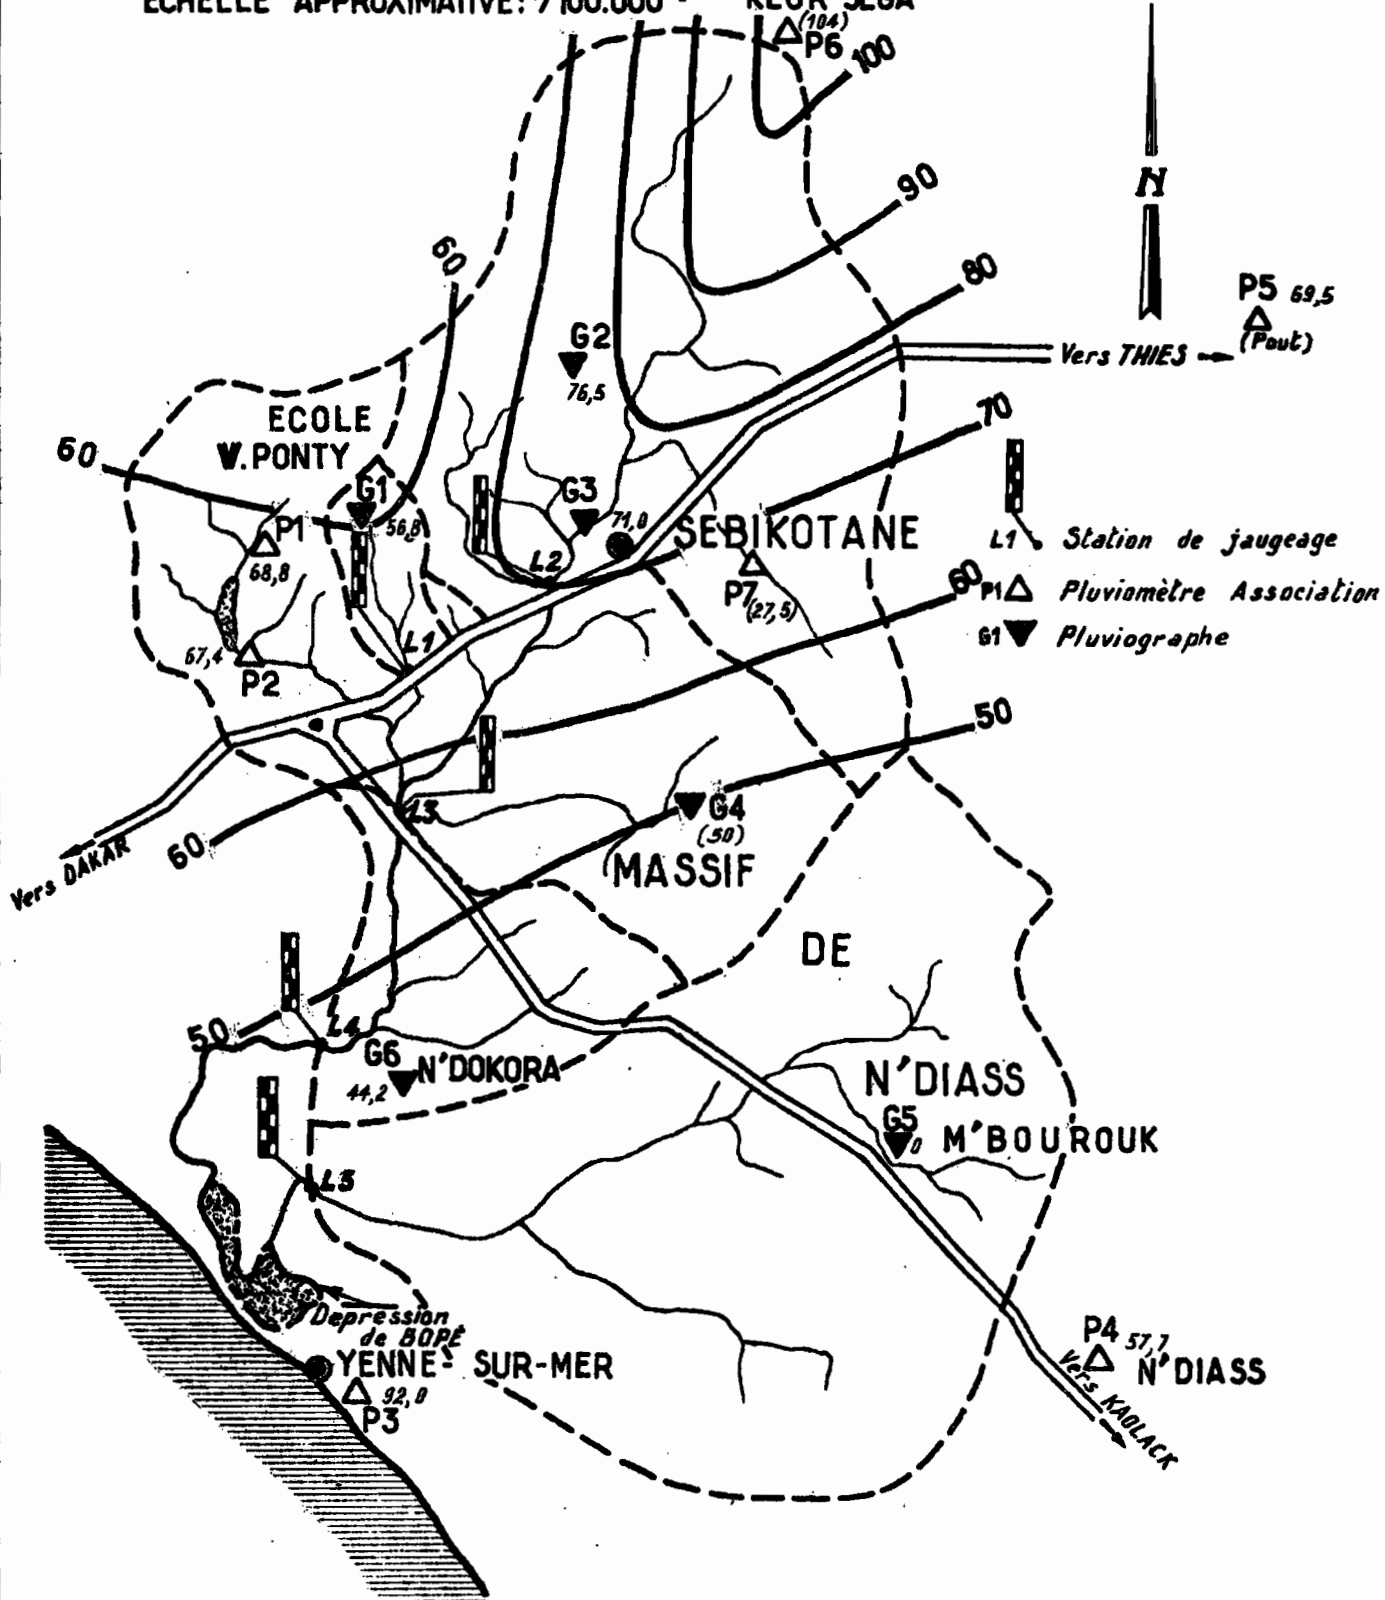 ECHELLE APPROXIMATIVE: 1/100.000 -
KEUR SEGA
(104)
P6
100
90
N
60
80
P5 69,5
(Pout)
G2
76,5
Vers THIES
ECOLE
W. PONTY
70
60
G1
56,8
G3
71,0
SEBIKOTANE
P1
68,8
L2
P7
(27,5)
L1 Station de jaugeage
60
P1 Pluviomètre Association
G1 Pluviographe
L1
67,4
P2
50
L3
G4
(50)
60
Vers DAKAR
MASSIF
DE
50
L4
G6
N'DOKORA
44,2
N'DIASS
G5
0
M'BOUROUK
L5
Depression
de BOPÉ
YENNE-SUR-MER
92,0
P3
P4 57,7
N'DIASS
Vers KAOLACK